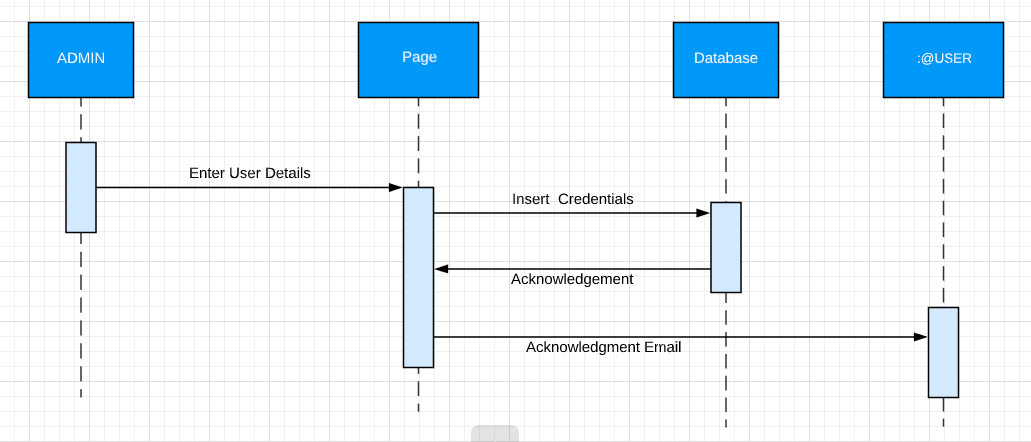 ADMIN
Page
Database
:@USER
Enter User Details
Insert  Credentials
Acknowledgement
Acknowledgment Email